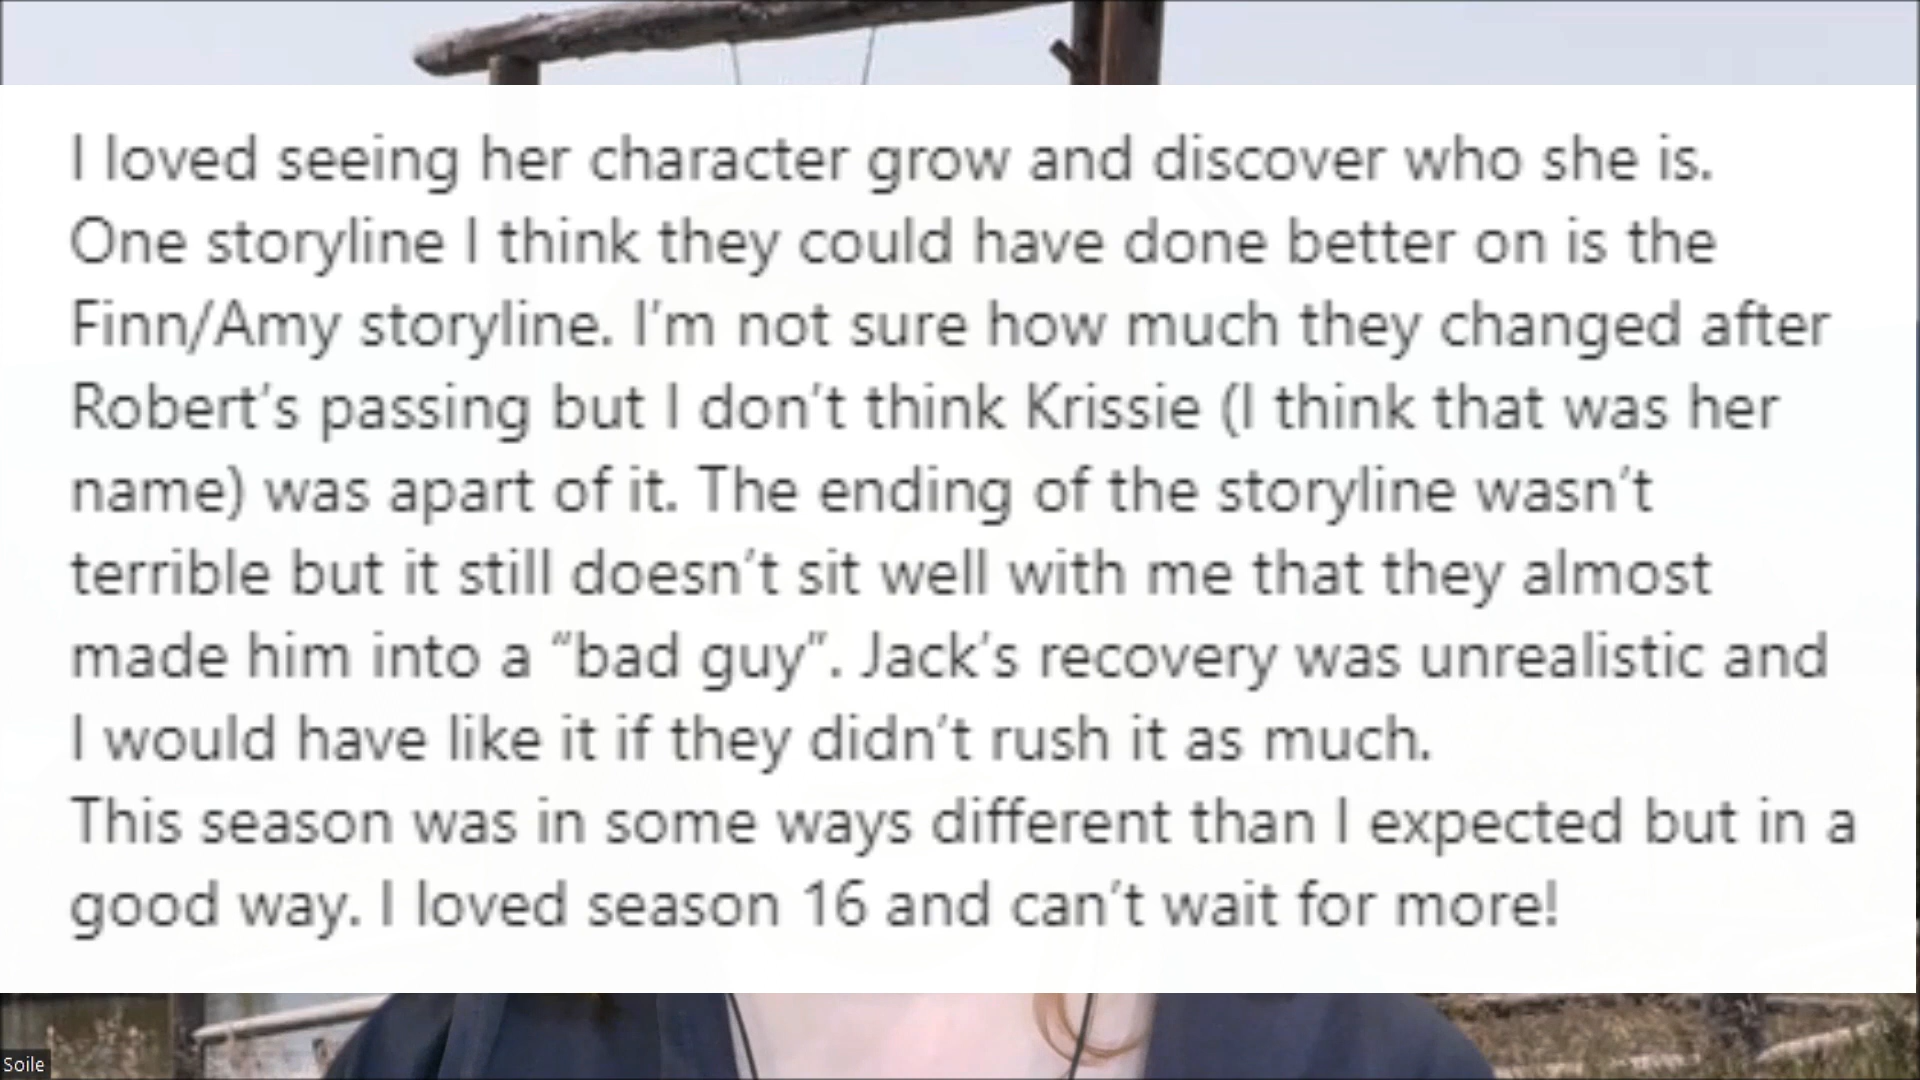 I loved seeing her character grow and discover who she is.
One storyline I think they could have done better on is the
Finn/Amy storyline. I’m not sure how much they changed after
Robert’s passing but I don’t think Krissie (I think that was her
name) was apart of it. The ending of the storyline wasn’t
terrible but it still doesn’t sit well with me that they almost
made him into a “bad guy”. Jack’s recovery was unrealistic and
I would have like it if they didn’t rush it as much.
This season was in some ways different than I expected but in a
good way. I loved season 16 and can’t wait for more!
Soile